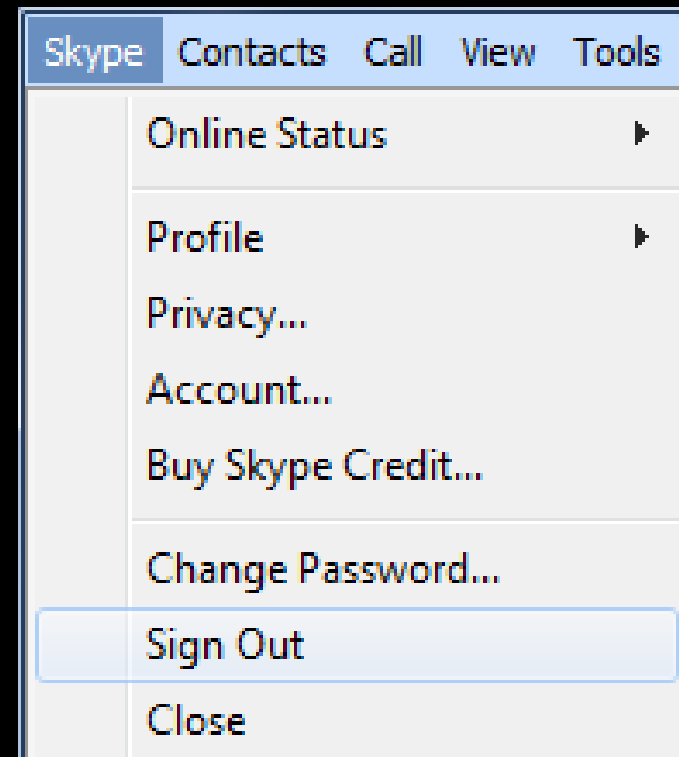 Skype Contacts Call View Tools
Online Status
Profile
Privacy...
Account...
Buy Skype Credit...
Change Password...
Sign Out
Close